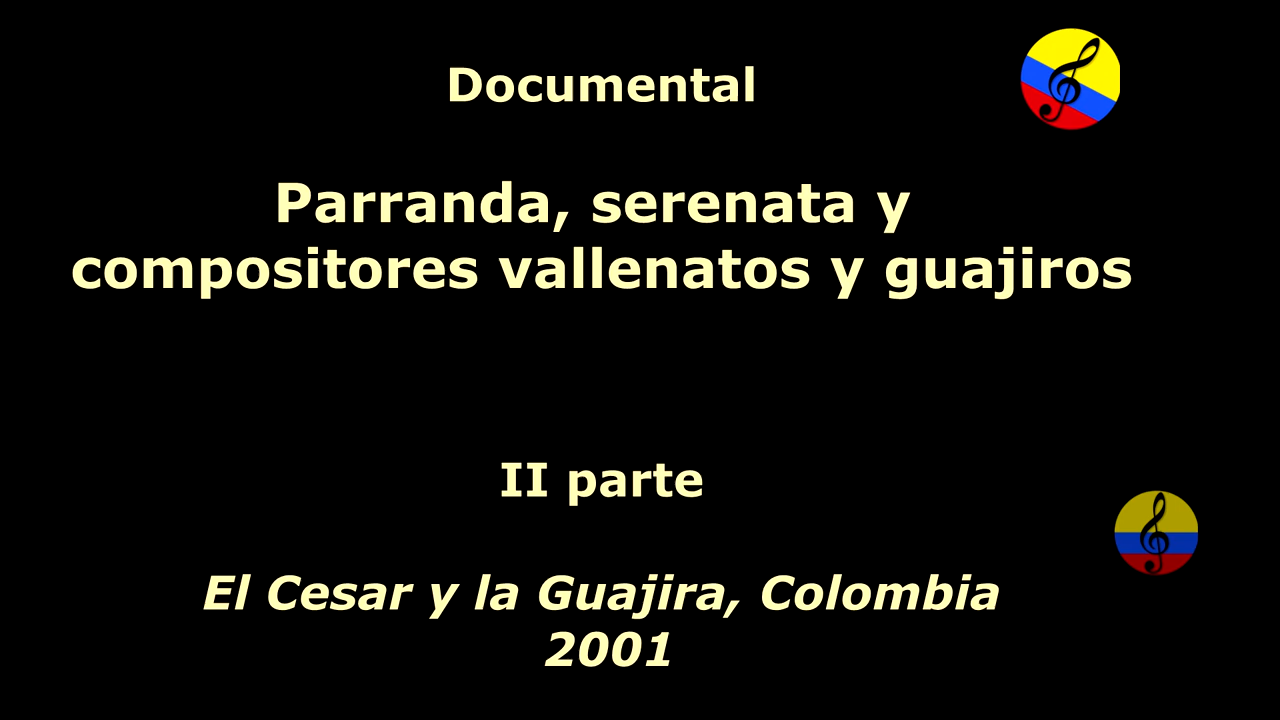 Documental
Parranda, serenata y
compositores vallenatos y guajiros
II parte
El Cesar y la Guajira, Colombia
2001